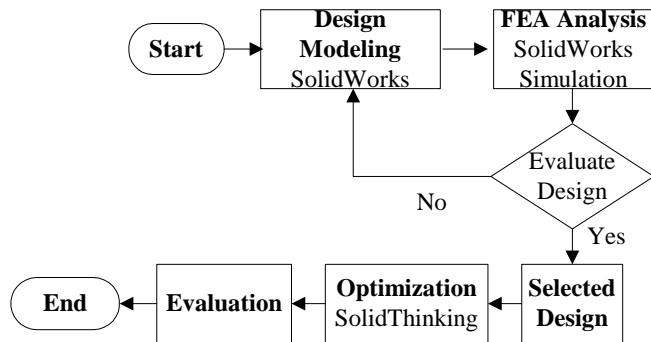 Start
Design
Modeling
SolidWorks
FEA Analysis
SolidWorks
Simulation
Evaluate
Design
No
Yes
End
Evaluation
Optimization
SolidThinking
Selected
Design